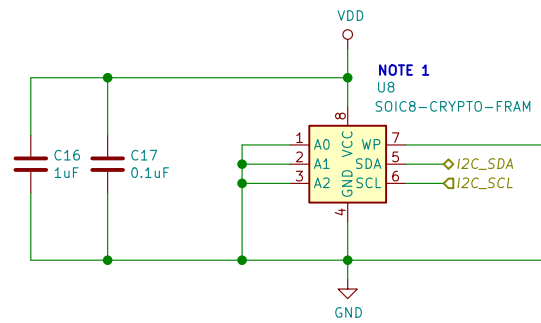 VDD
NOTE 1
U8
SOIC8-CRYPTO-FRAM
8
C16
1uF
C17
0.1uF
1
2
3
A0
A1
A2
VCC
GND
WP
SDA
SCL
7
5
6
I2C_SDA
I2C_SCL
4
GND